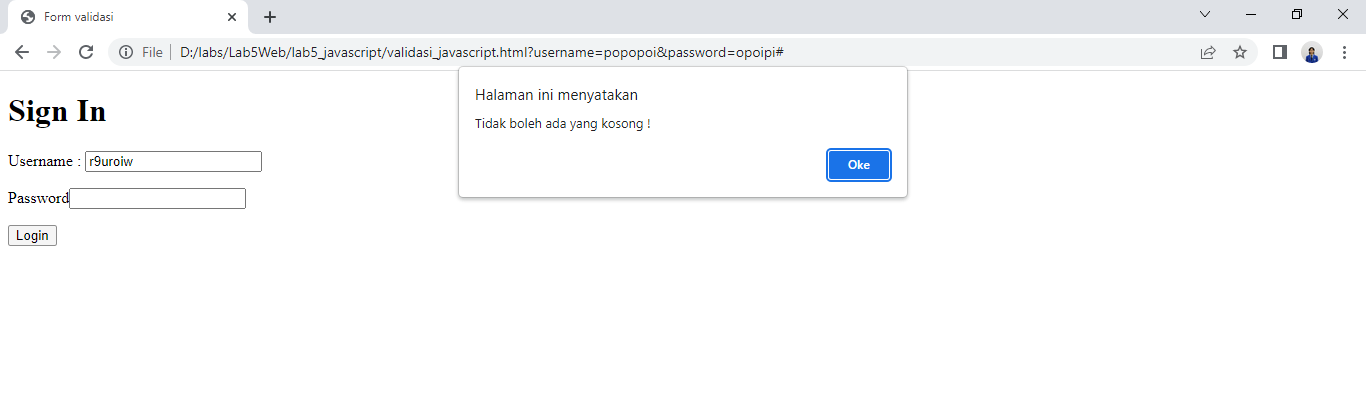 Form validasi
File | D:/labs/Lab5Web/lab5_javascript/validasi_javascript.html?username=popopoi&password=opoipi#
Halaman ini menyatakan
Tidak boleh ada yang kosong !
Oke
Sign In
Username : r9uroiw
Password
Login